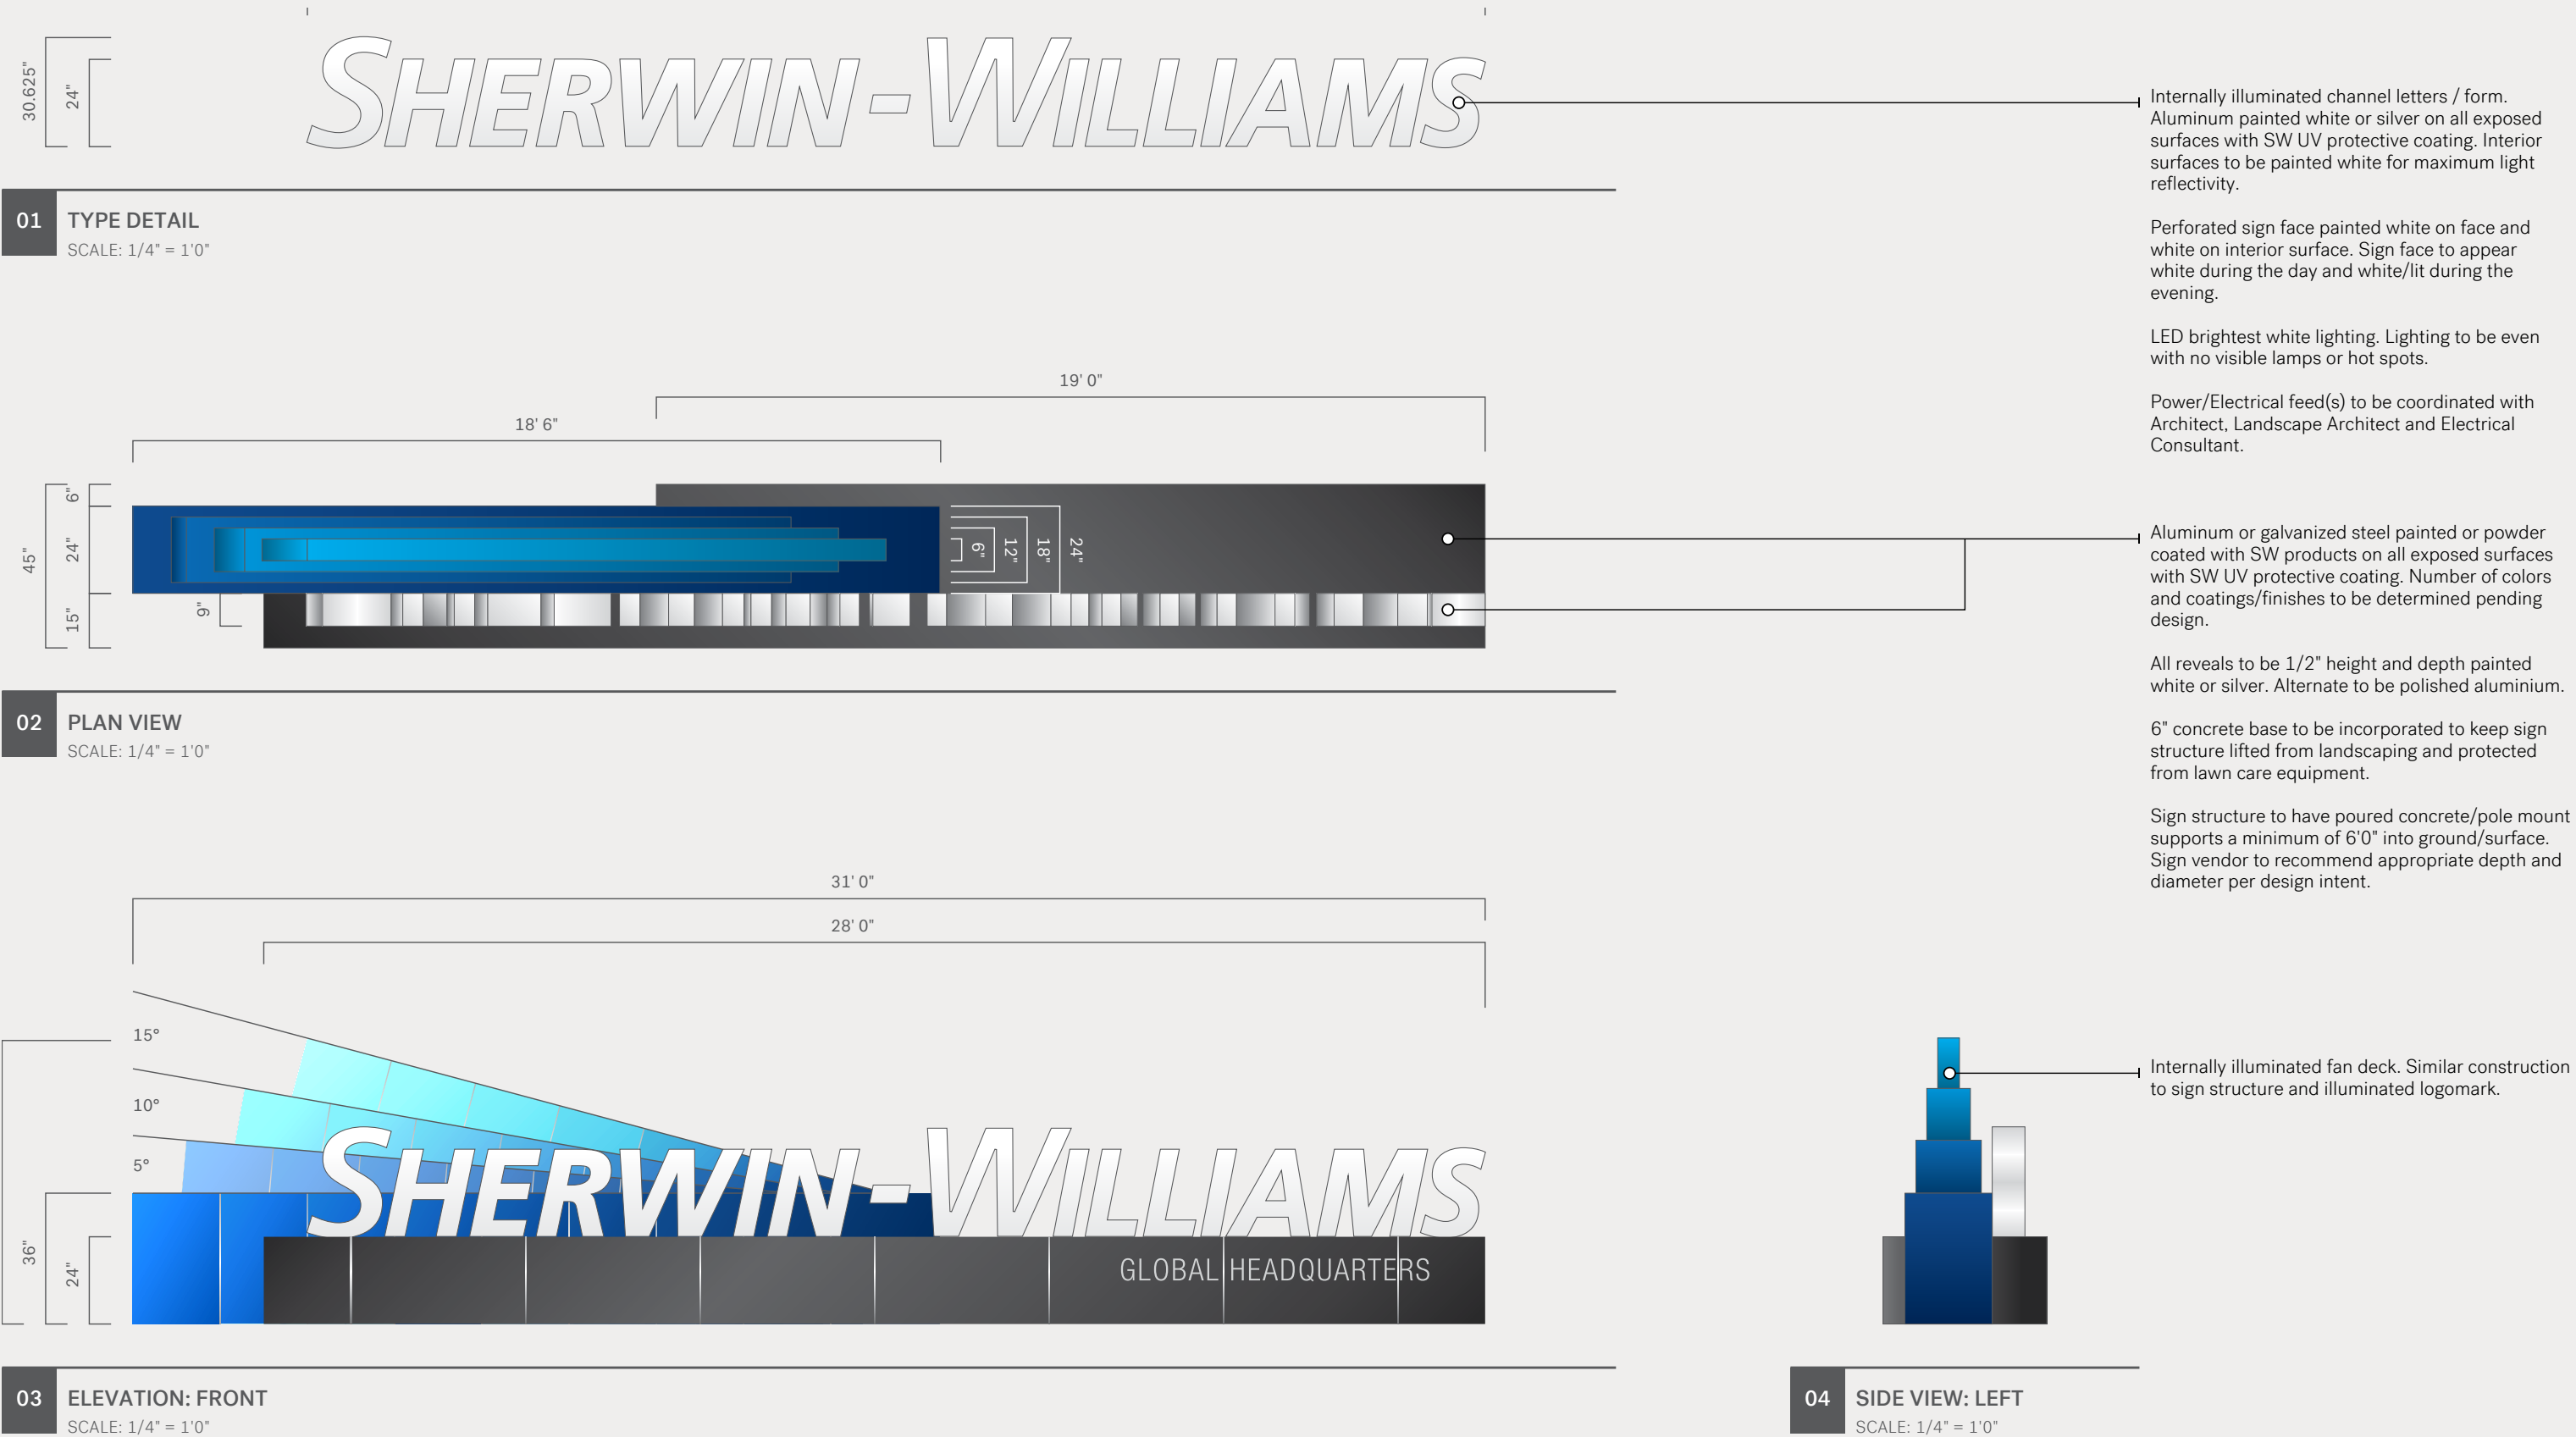 30.625"
24"
SHERWIN-WILLIAMS
01 TYPE DETAIL
SCALE: 1/4" = 1'0"
Internally illuminated channel letters / form.
Aluminum painted white or silver on all exposed
surfaces with SW UV protective coating. Interior
surfaces to be painted white for maximum light
reflectivity.
Perforated sign face painted white on face and
white on interior surface. Sign face to appear
white during the day and white/lit during the
evening.
LED brightest white lighting. Lighting to be even
with no visible lamps or hot spots.
Power/Electrical feed(s) to be coordinated with
Architect, Landscape Architect and Electrical
Consultant.
19' 0"
18' 6"
45"
6"
24"
15"
9"
6"
12"
18"
24"
02 PLAN VIEW
SCALE: 1/4" = 1'0"
Aluminum or galvanized steel painted or powder
coated with SW products on all exposed surfaces
with SW UV protective coating. Number of colors
and coatings/finishes to be determined pending
design.
All reveals to be 1/2" height and depth painted
white or silver. Alternate to be polished aluminium.
6" concrete base to be incorporated to keep sign
structure lifted from landscaping and protected
from lawn care equipment.
Sign structure to have poured concrete/pole mount
supports a minimum of 6'0" into ground/surface.
Sign vendor to recommend appropriate depth and
diameter per design intent.
31' 0"
28' 0"
15°
10°
5°
36"
24"
SHERWIN-WILLIAMS
GLOBAL HEADQUARTERS
03 ELEVATION: FRONT
SCALE: 1/4" = 1'0"
Internally illuminated fan deck. Similar construction
to sign structure and illuminated logomark.
04 SIDE VIEW: LEFT
SCALE: 1/4" = 1'0"